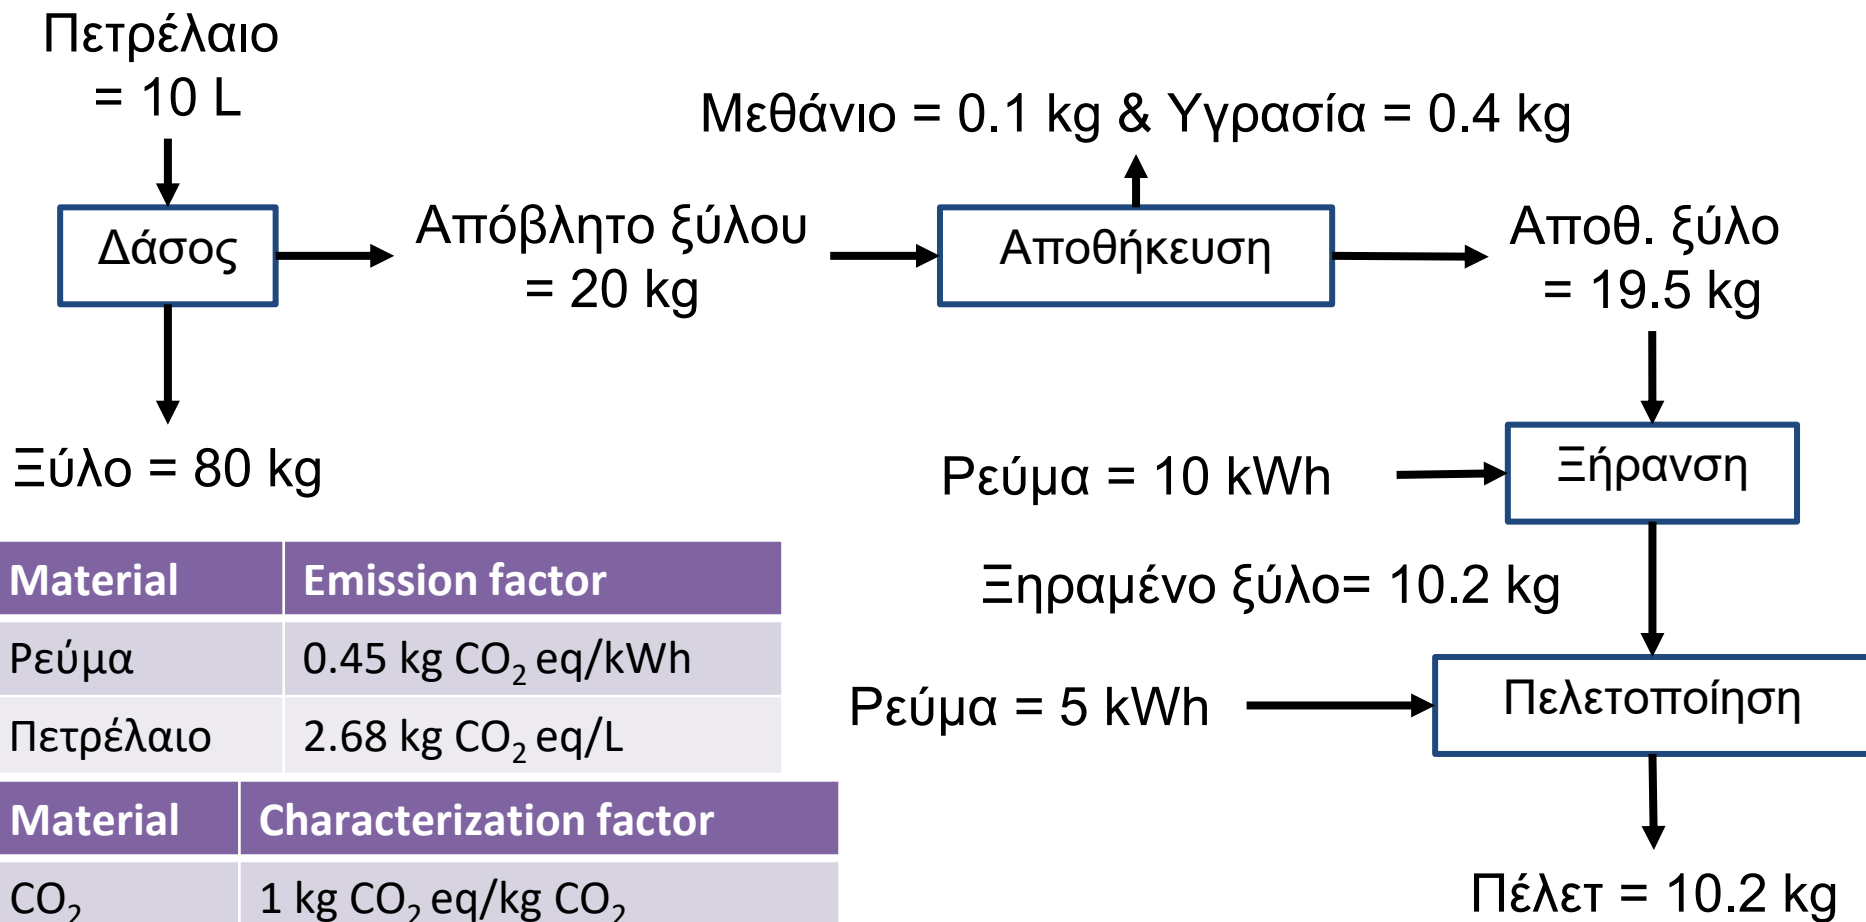 Πετρέλαιο
= 10 L
Μεθάνιο = 0.1 kg & Υγρασία = 0.4 kg
Δάσος
Απόβλητο ξύλου
= 20 kg
Αποθήκευση
Αποθ. ξύλο
= 19.5 kg
Ξύλο = 80 kg
Ρεύμα = 10 kWh
Ξήρανση
Ξηραμένο ξύλο= 10.2 kg
Ρεύμα = 5 kWh
Πελετοποίηση
Πέλετ = 10.2 kg
Material Emission factor
Ρεύμα 0.45 kg CO₂ eq/kWh
Πετρέλαιο 2.68 kg CO₂ eq/L
Material Characterization factor
CO₂ 1 kg CO₂ eq/kg CO₂